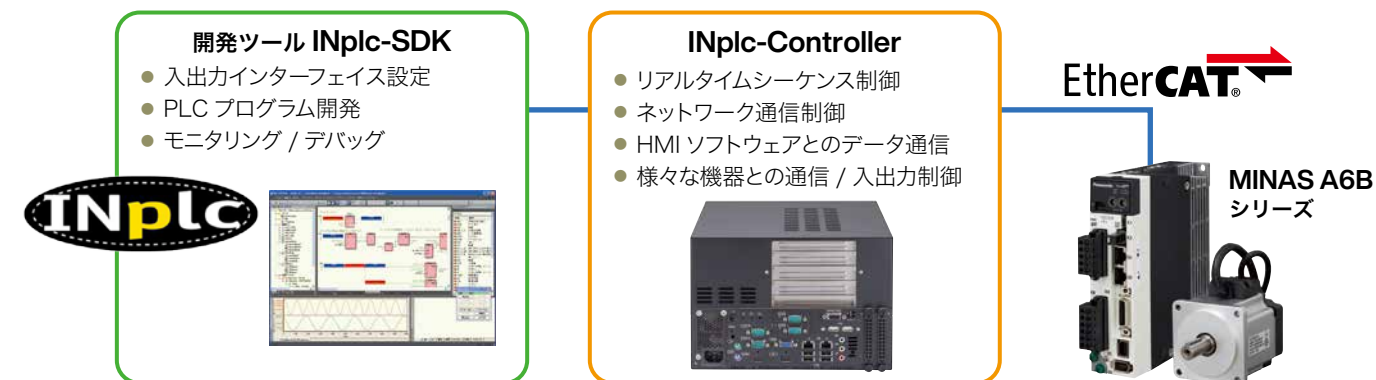 開発ツール INplc-SDK
● 入出力インターフェイス設定
● PLC プログラム開発
● モニタリング / デバッグ
INplc
INplc-Controller
● リアルタイムシーケンス制御
● ネットワーク通信制御
● HMI ソフトウェアとのデータ通信
● 様々な機器との通信 / 入出力制御
EtherCAT®
MINAS A6B
シリーズ
Panasonic